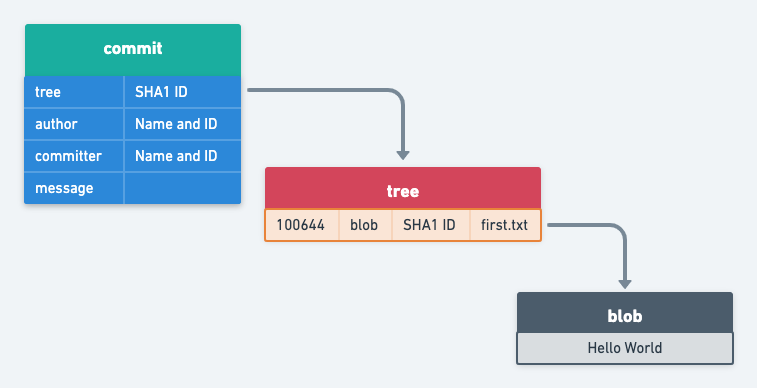 commit
tree SHA1 ID
author Name and ID
committer Name and ID
message
tree
100644 blob SHA1 ID first.txt
blob
Hello World